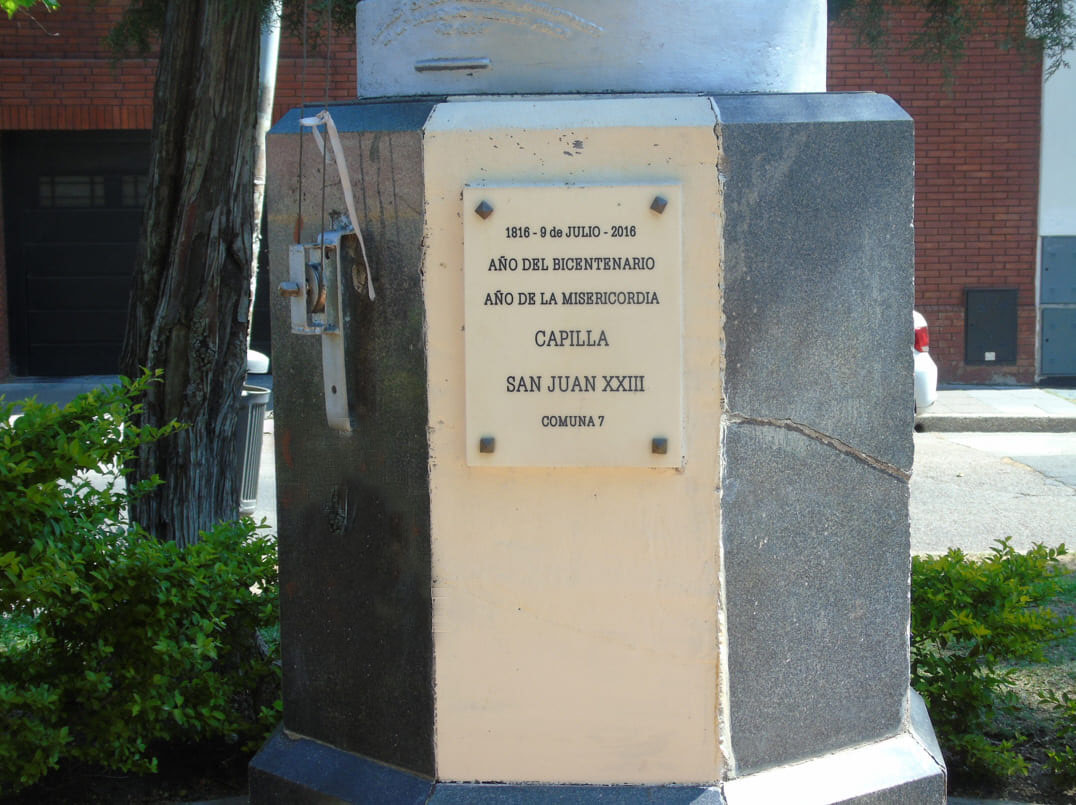 1816 - 9 de JULIO - 2016
AÑO DEL BICENTENARIO
AÑO DE LA MISERICORDIA
CAPILLA
SAN JUAN XXIII
COMUNA 7